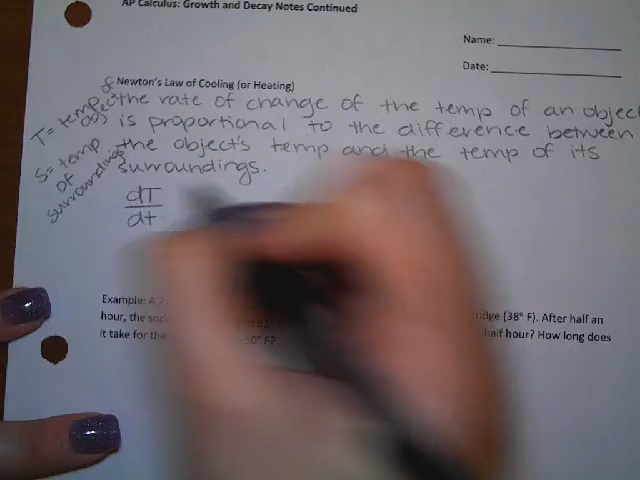 AP Calculus: Growth and Decay Notes Continued
Name:
Date:
Newton's Law of Cooling (or Heating)
the rate of change of the temp of an object
is proportional to the difference between
the object's temp and the temp of its
surroundings.
T = temp of
object
S = temp
of
surroundings
dT
dt
Example: A
hour, the (38° F). After half an
it take for the 50° F? half hour? How long does